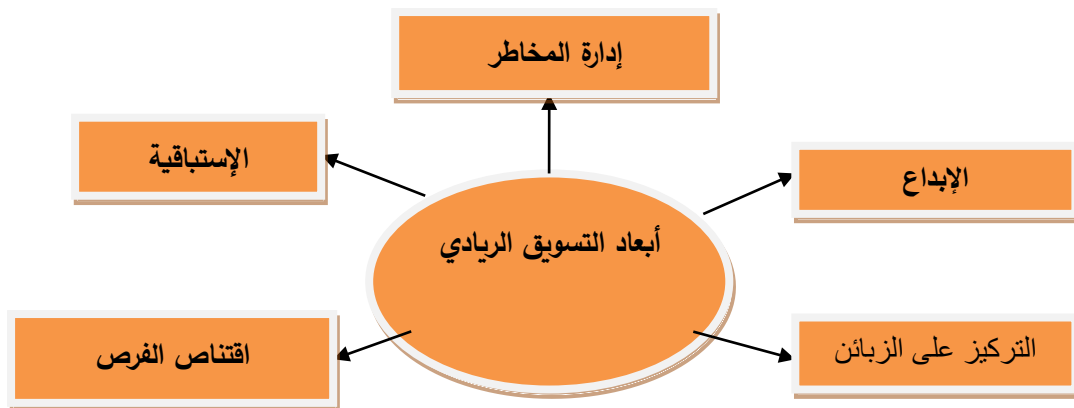 إدارة المخاطر
الإستباقية
الإبداع
أبعاد التسويق الريادي
اقتناص الفرص
التركيز على الزبائن